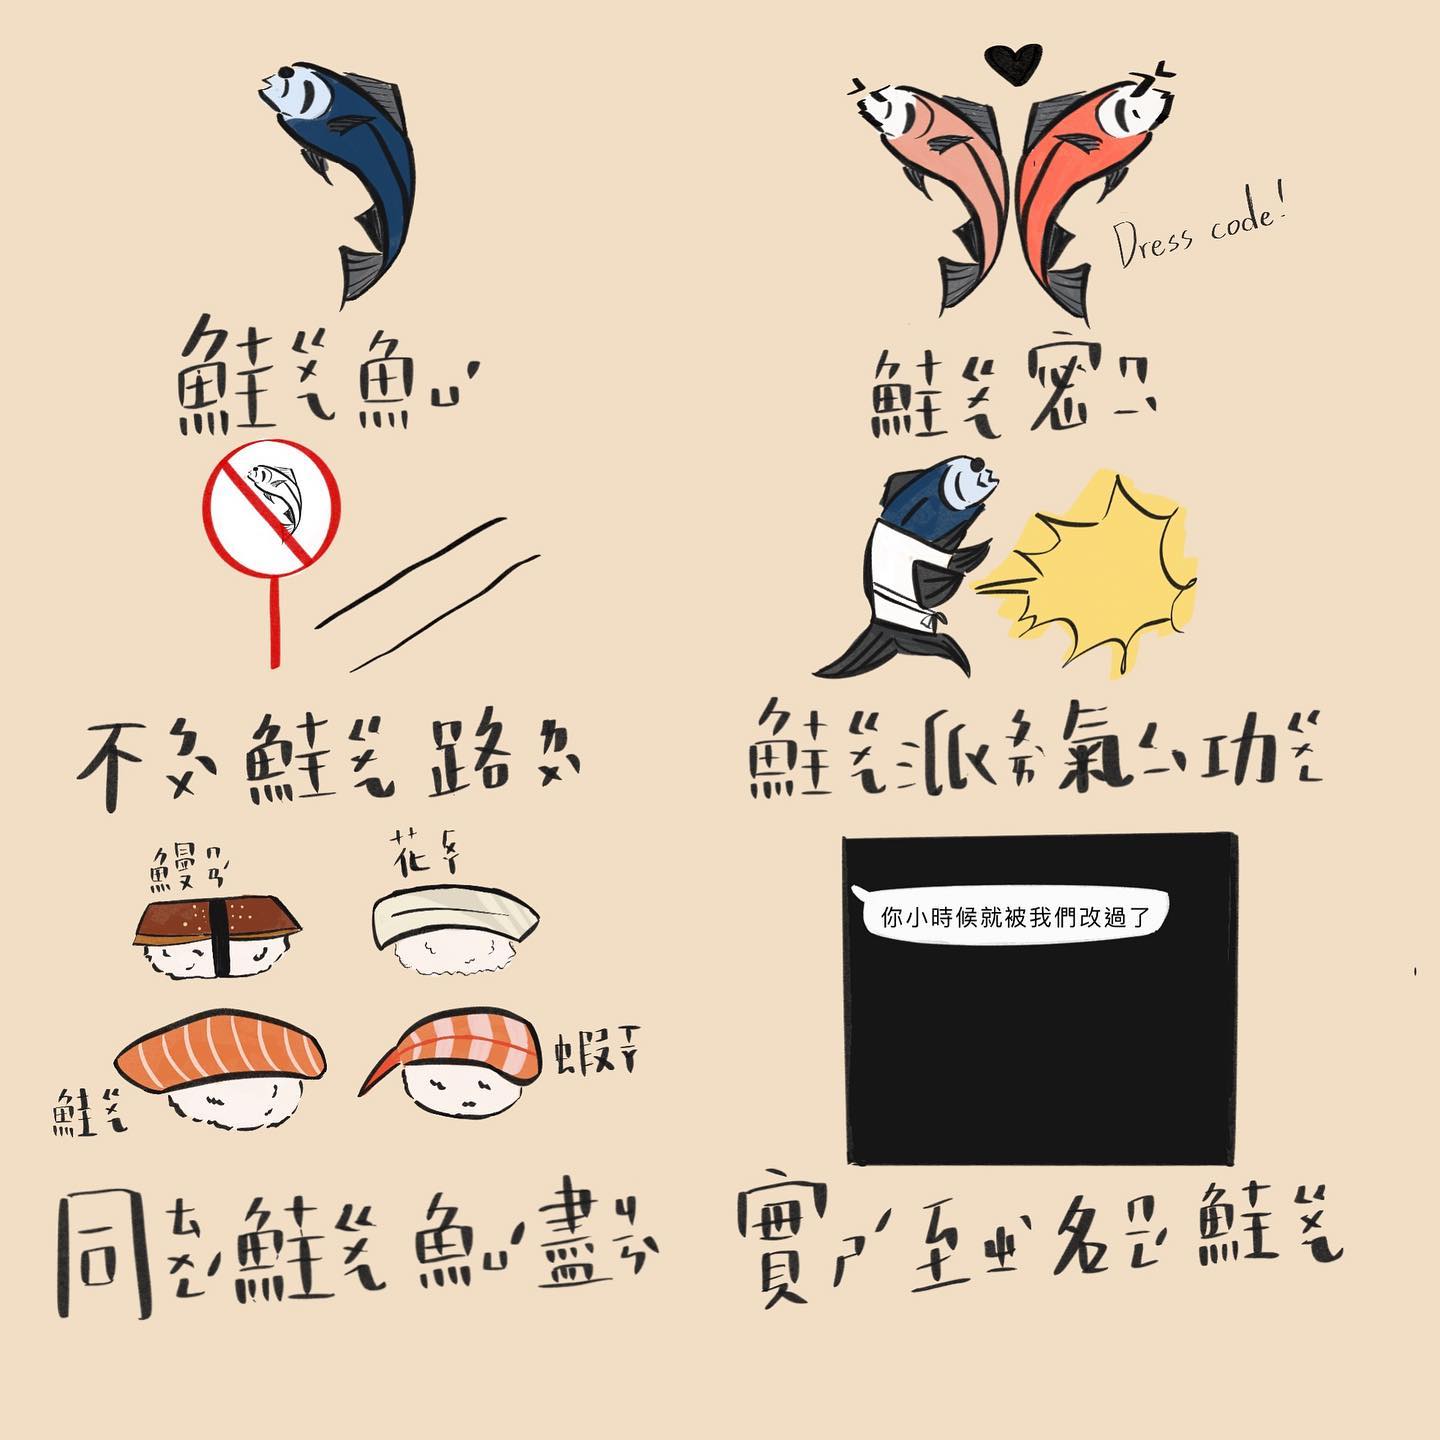 Dress code!
鮭ㄍㄨㄟ魚ㄩˊ
鮭ㄍㄨㄟ密ㄇㄧˋ
不ㄅㄨˋ鮭ㄍㄨㄟ路ㄌㄨˋ
鮭ㄍㄨㄟ派ㄆㄞˋ氣ㄑㄧˋ功ㄍㄨㄥ
鰻ㄇㄢˊ
花ㄏㄨㄚ
鮭ㄍㄨㄟ
蝦ㄒㄧㄚ
你小時候就被我們改過了
同ㄊㄨㄥˊ鮭ㄍㄨㄟ魚ㄩˊ盡ㄐㄧㄣˋ
實ㄕˊ至ㄓˋ名ㄇㄧㄥˊ鮭ㄍㄨㄟ